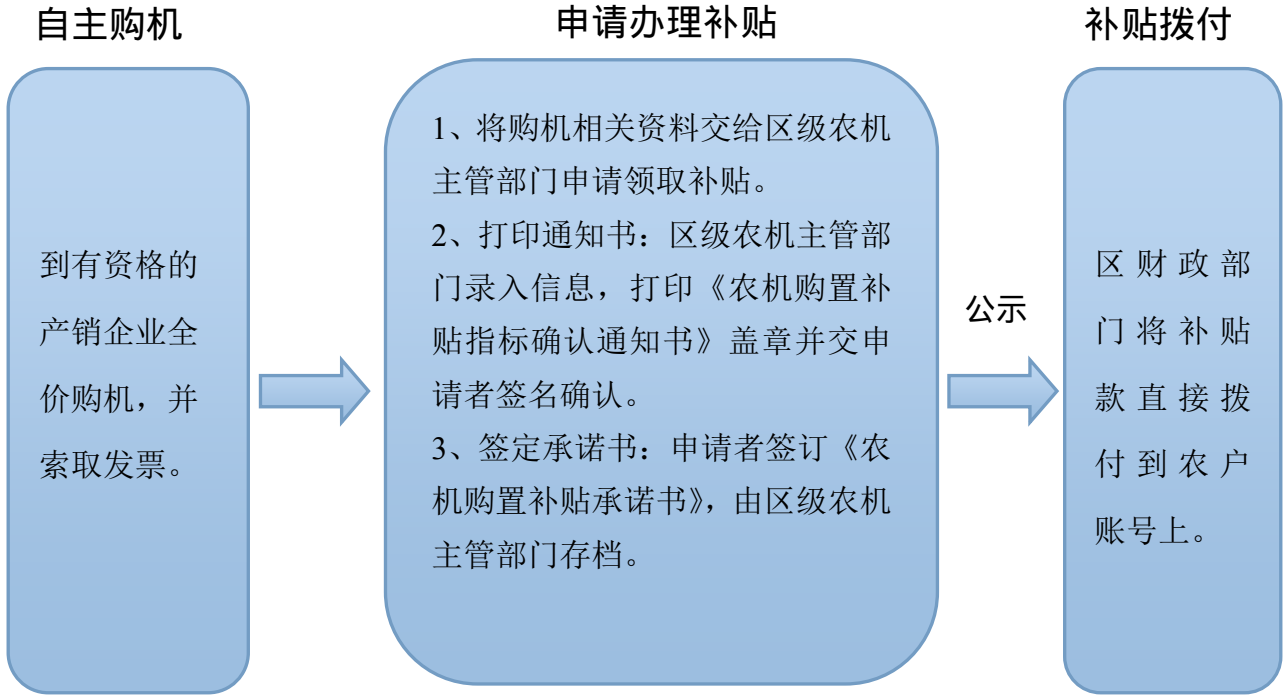 自主购机
到有资格的
产销企业全
价购机，并
索取发票。
申请办理补贴
1、将购机相关资料交给区级农机
主管部门申请领取补贴。
2、打印通知书：区级农机主管部
门录入信息，打印《农机购置补
贴指标确认通知书》盖章并交申
请者签名确认。
3、签定承诺书：申请者签订《农
机购置补贴承诺书》，由区级农机
主管部门存档。
公示
补贴拨付
区财政部
门将补贴
款直接拨
付到农户
账号上。